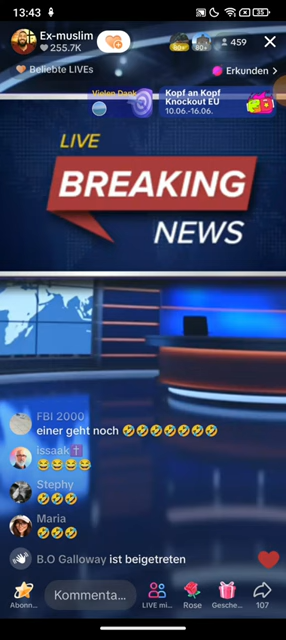 13:43
35
Ex-muslim
255.7K
60+
60+
459
Beliebte LIVEs
Erkunden >
Vielen Dank
Kopf an Kopf
Knockout EU
10.06.-16.06.
LIVE
BREAKING
NEWS
FBI 2000
einer geht noch 🤣🤣🤣🤣🤣🤣🤣
issaak✝️
😂😂😂😂
Stephy
🤣🤣🤣
Maria
🤣🤣🤣
B.O Galloway ist beigetreten
Abonn...
Kommenta...
LIVE mi...
Rose
Gesche...
107